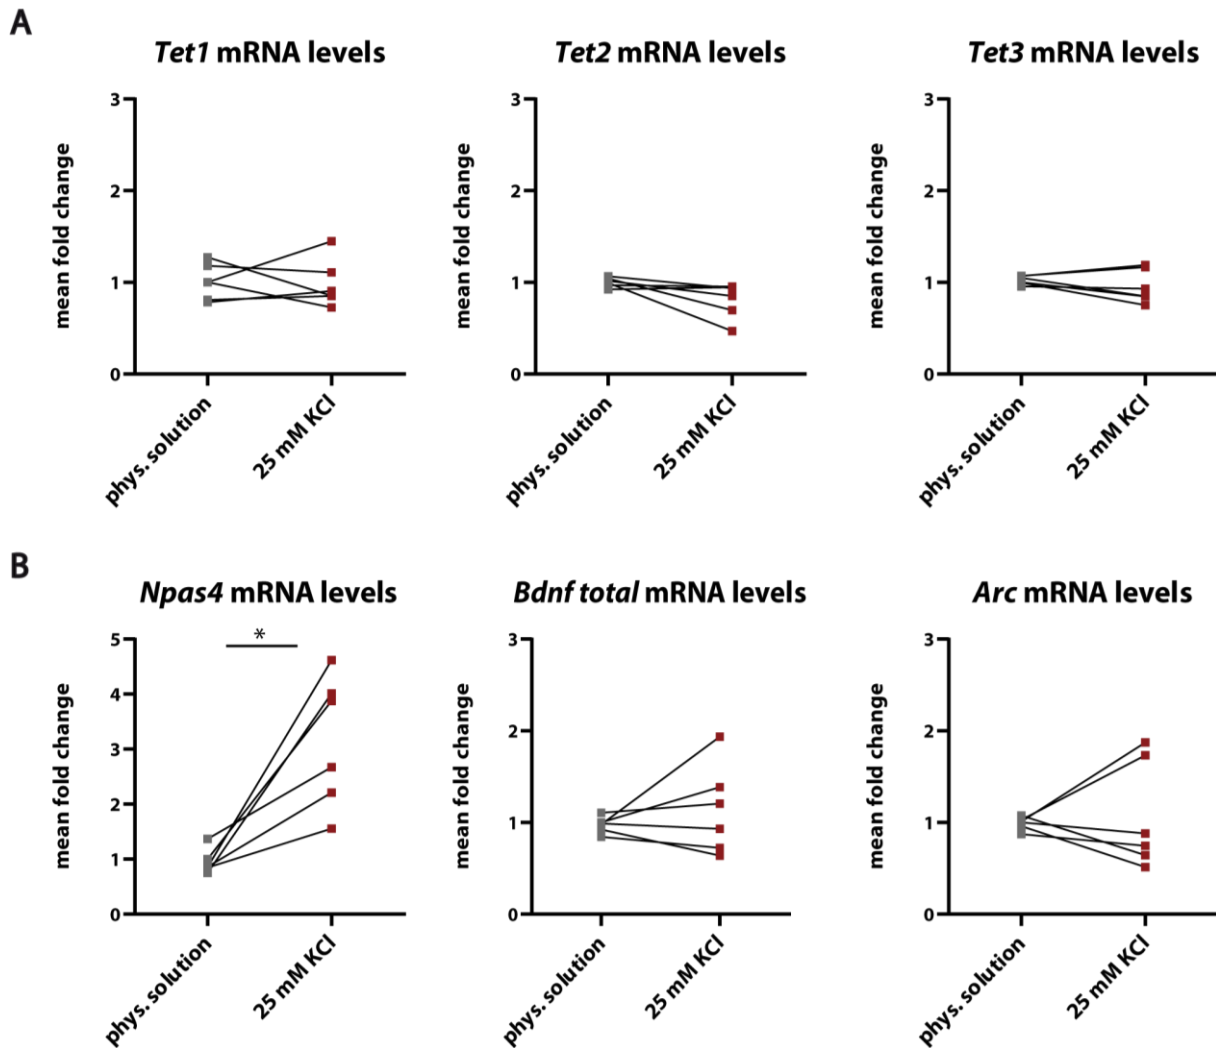 A
Tet1 mRNA levels
mean fold change
3
2
1
0
phys. solution
25 mM KCl
Tet2 mRNA levels
mean fold change
3
2
1
0
phys. solution
25 mM KCl
Tet3 mRNA levels
mean fold change
3
2
1
0
phys. solution
25 mM KCl
B
Npas4 mRNA levels
mean fold change
5
4
3
2
1
0
*
phys. solution
25 mM KCl
Bdnf total mRNA levels
mean fold change
3
2
1
0
phys. solution
25 mM KCl
Arc mRNA levels
mean fold change
3
2
1
0
phys. solution
25 mM KCl